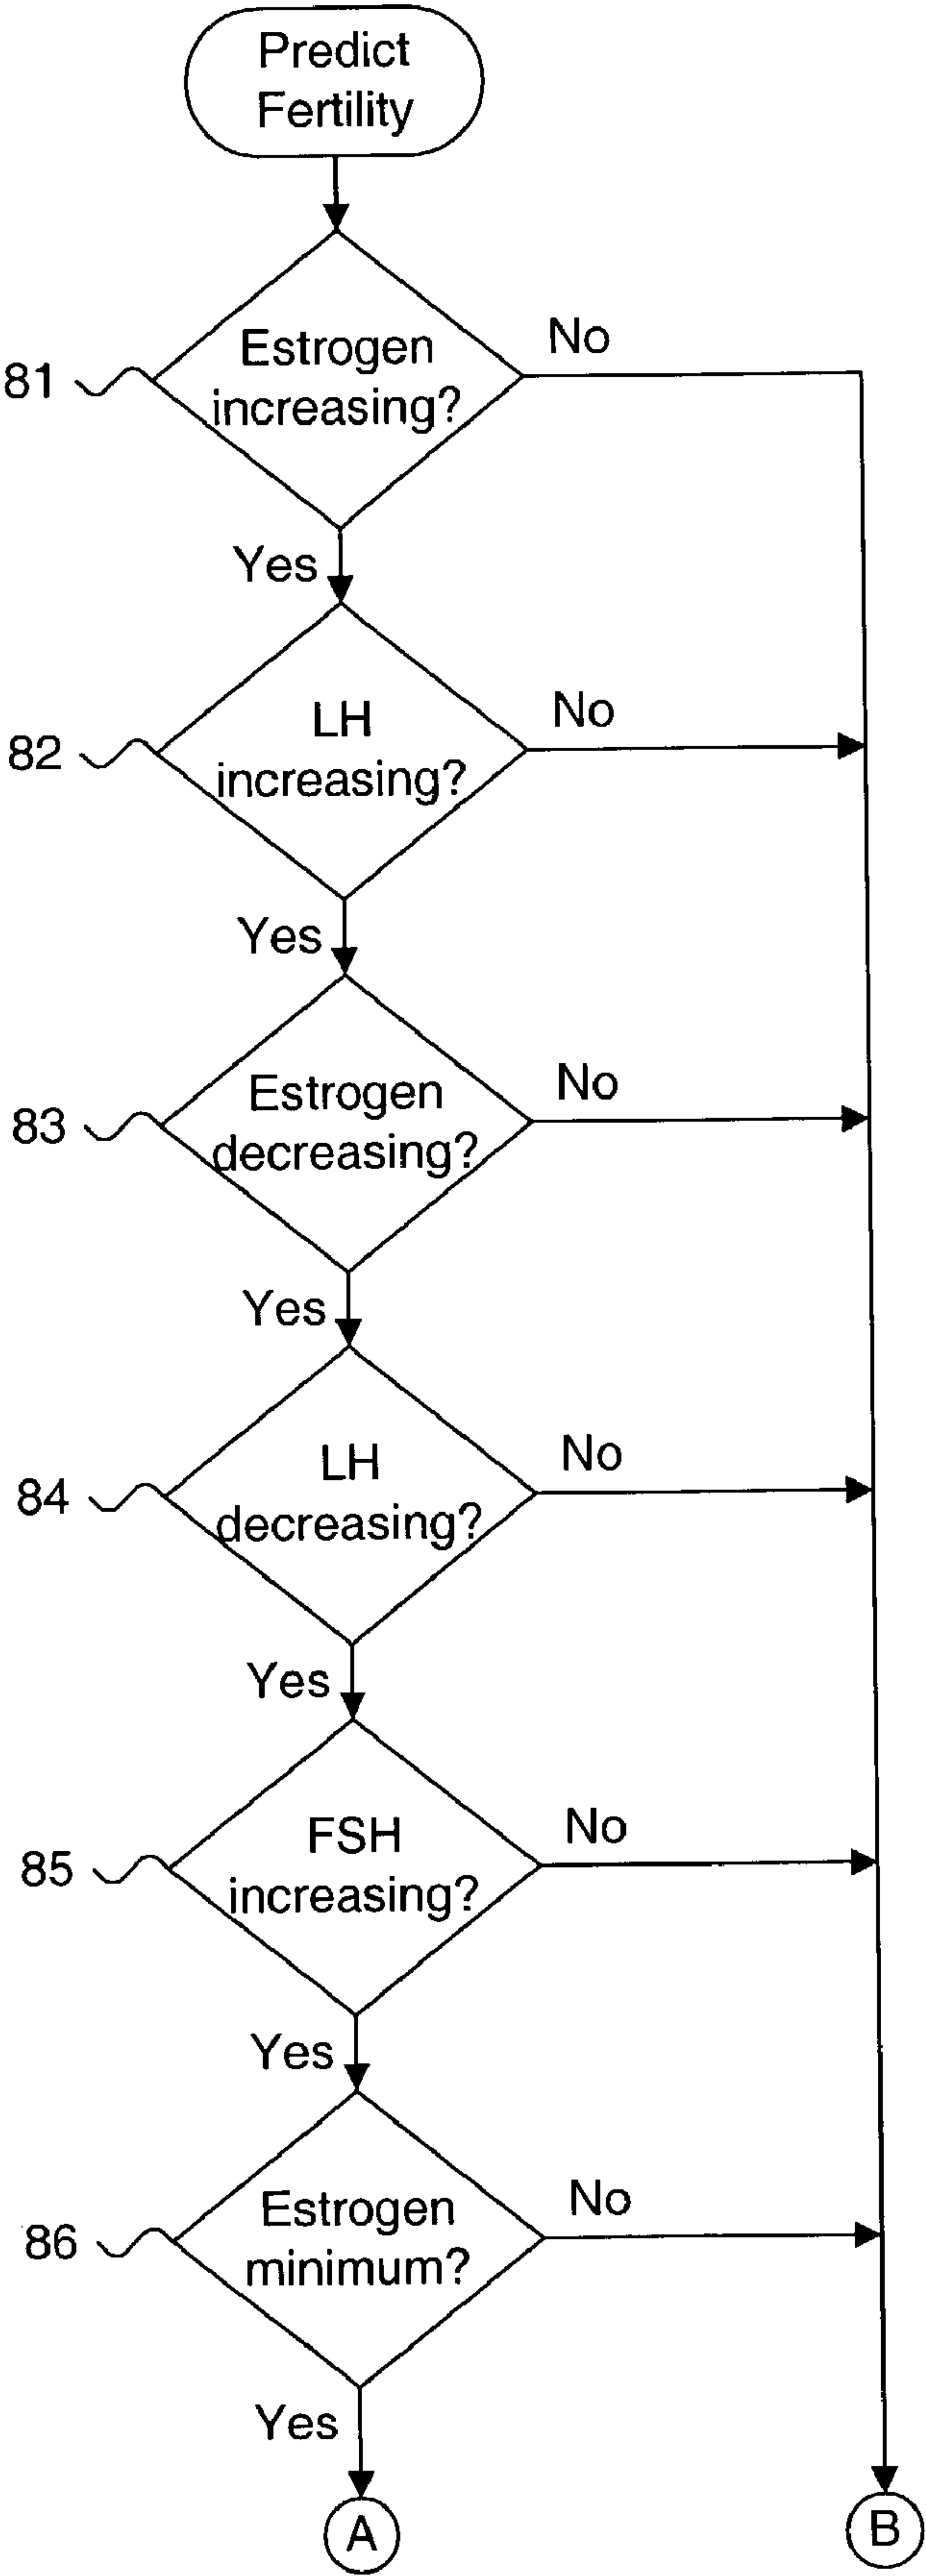 Predict
Fertility
81
Estrogen
increasing?
No
Yes
82
LH
increasing?
No
Yes
83
Estrogen
decreasing?
No
Yes
84
LH
decreasing?
No
Yes
85
FSH
increasing?
No
Yes
86
Estrogen
minimum?
No
Yes
A
B